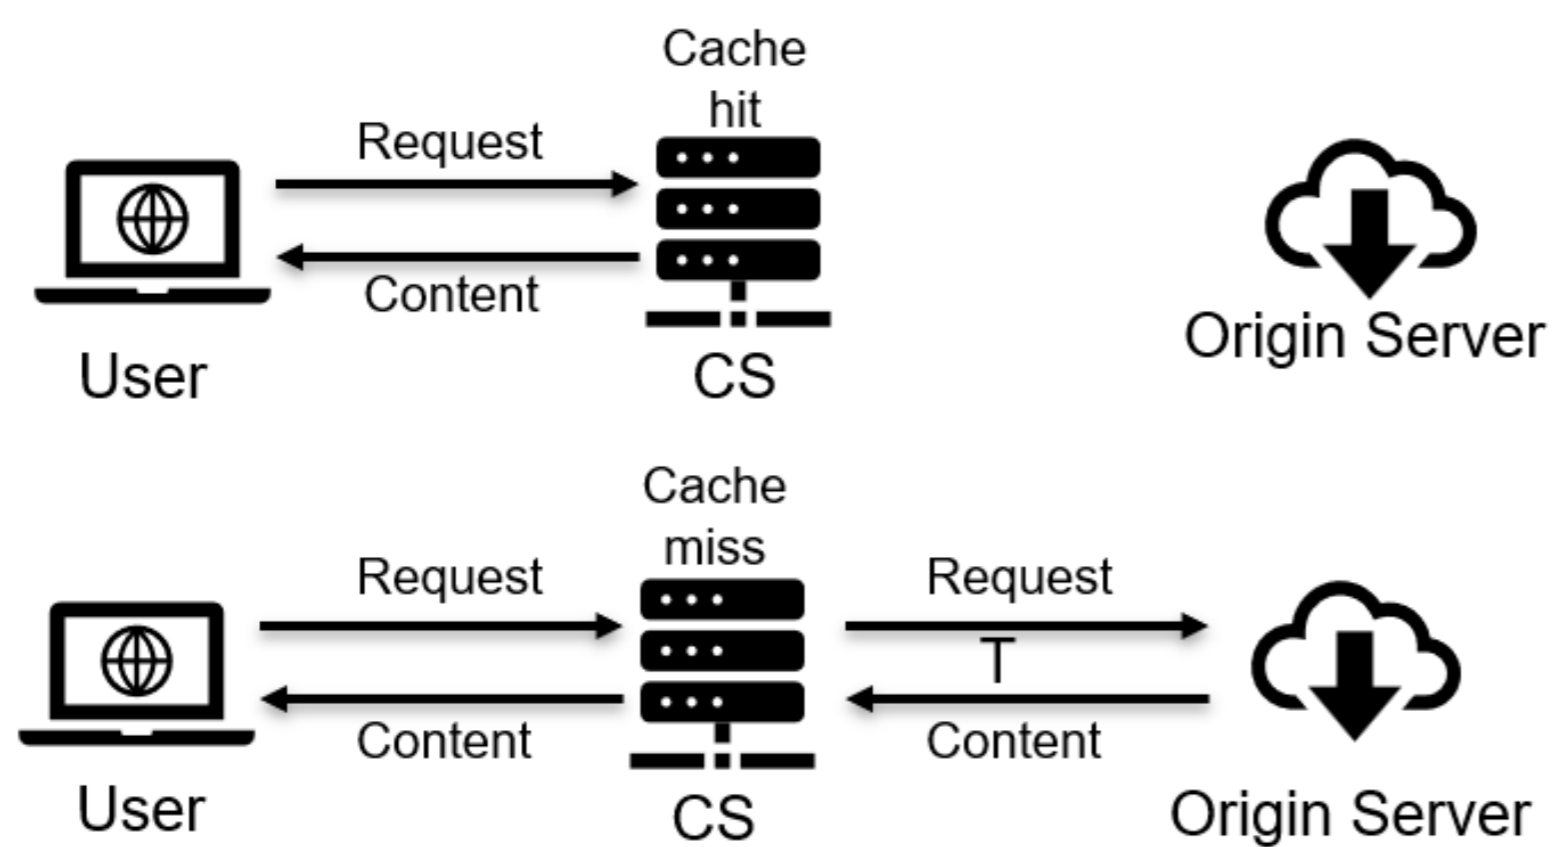 Cache
hit
Request
Content
User
CS
Origin Server
Cache
miss
Request
Request
T
Content
Content
User
CS
Origin Server